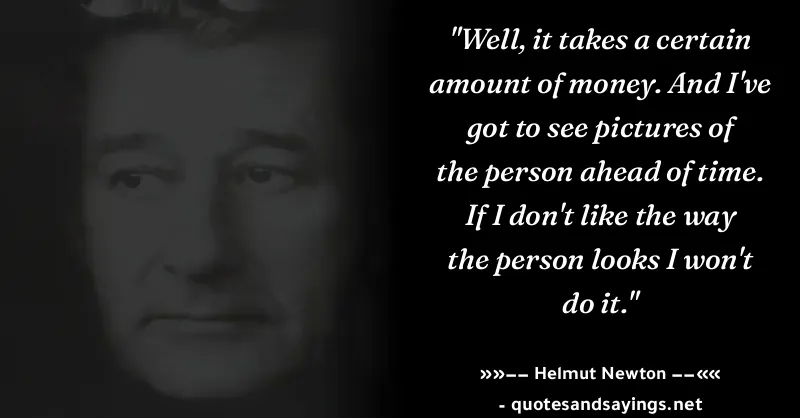 "Well, it takes a certain
amount of money. And I've
got to see pictures of
the person ahead of time.
If I don't like the way
the person looks I won't
do it."
»»−− Helmut Newton −−««
- quotesandsayings.net